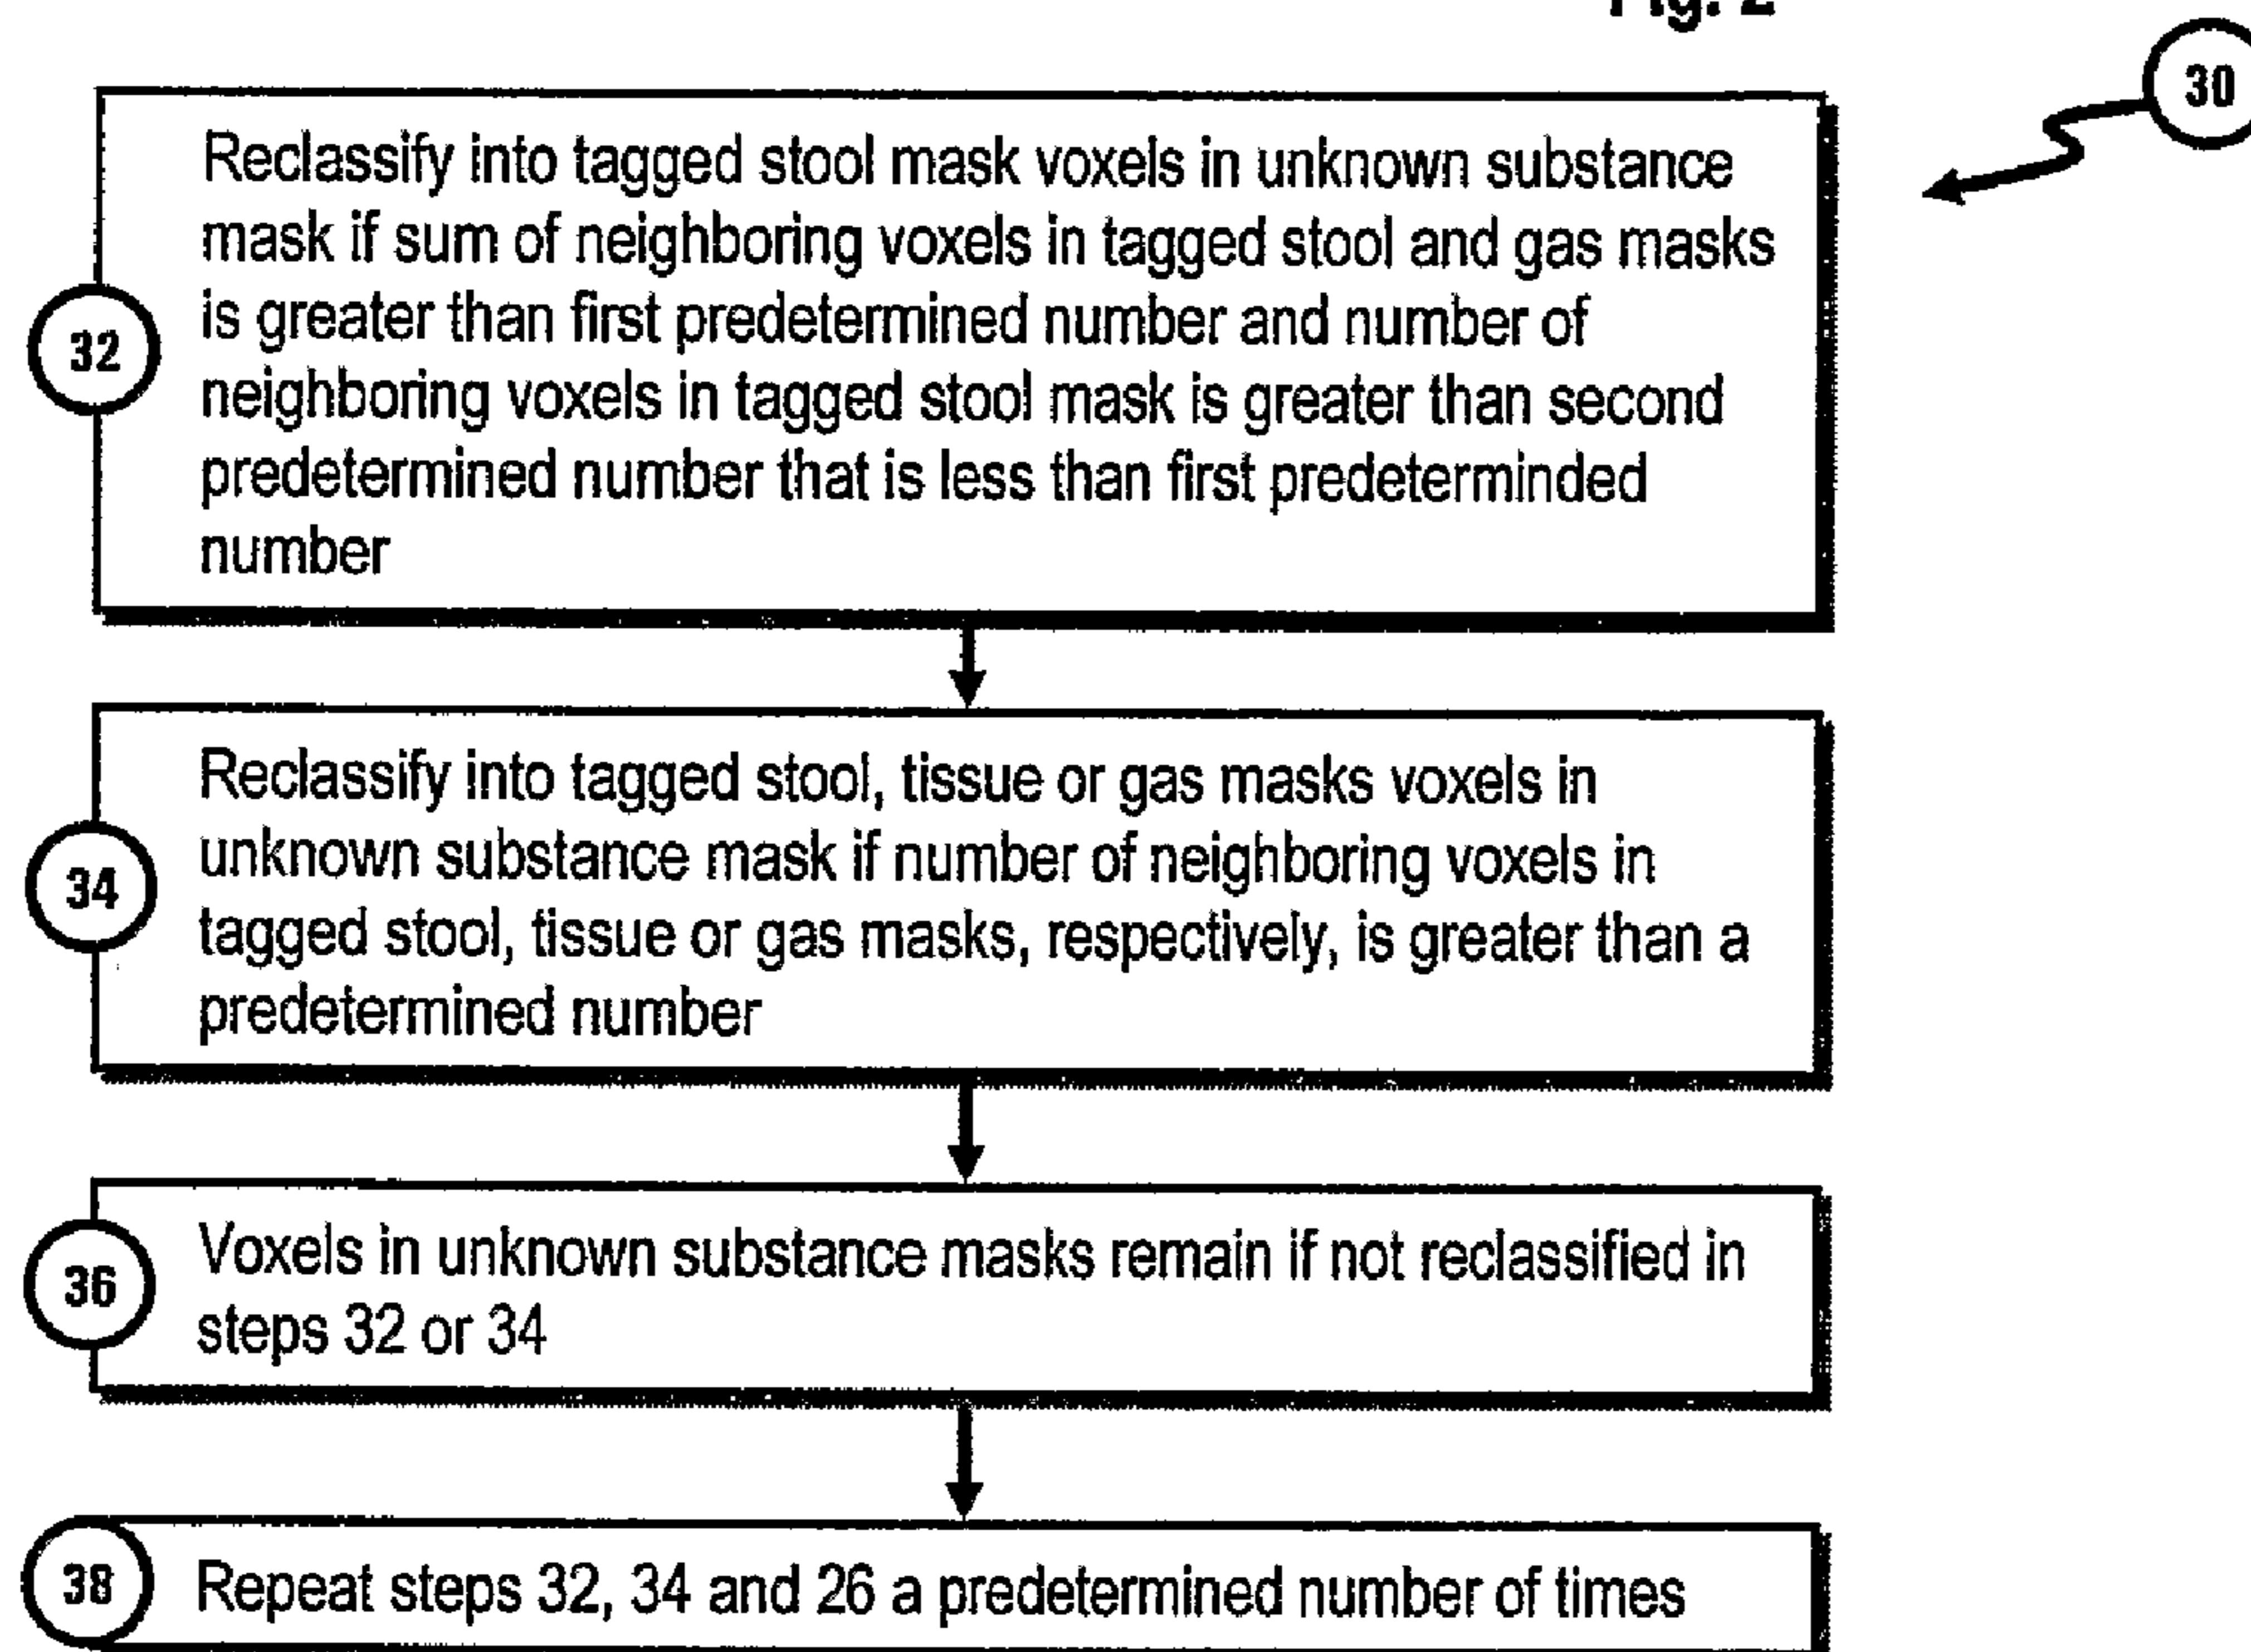 Fig. 2
30
Reclassify into tagged stool mask voxels in unknown substance
mask if sum of neighboring voxels in tagged stool and gas masks
is greater than first predetermined number and number of
32
neighboring voxels in tagged stool mask is greater than second
predetermined number that is less than first predeterminded
number
Reclassify into tagged stool, tissue or gas masks voxels in
unknown substance mask if number of neighboring voxels in
34
tagged stool, tissue or gas masks, respectively, is greater than a
predetermined number
Voxels in unknown substance masks remain if not reclassified in
36
steps 32 or 34
38
Repeat steps 32, 34 and 26 a predetermined number of times